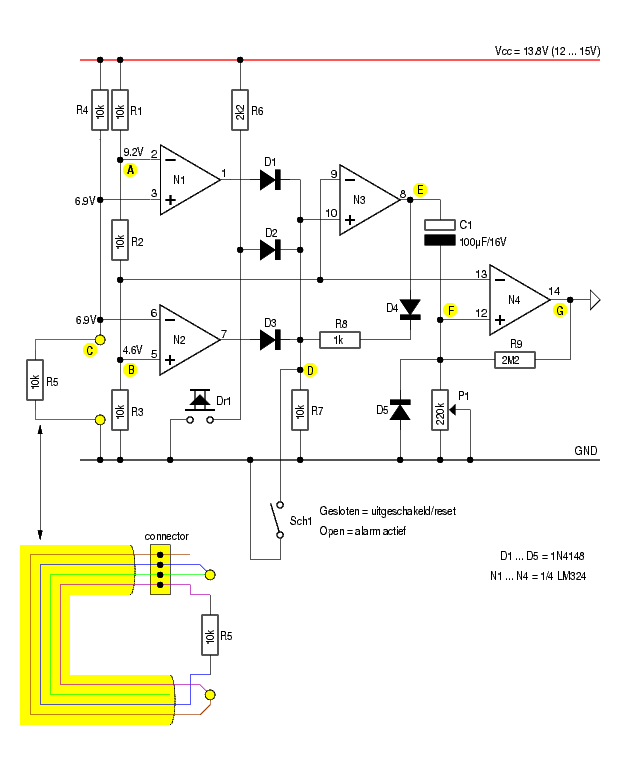 Vcc = 13.8V (12 ... 15V)
R4 10k 10k R1 2k2 R6
9.2V 2 1 D1
A N1
3
6.9V
9 8 E
N3
10
C1
100µF/16V
10k R2
D2
13
14
N4
F 12 G
6
6.9V
N2 7 D3
C 4.6V
5
B
R8
1k
D4
R9
2M2
D
10k R5
10k R3
Dr1
10k R7
D5
220k P1
GND
Sch1
Gesloten = uitgeschakeld/reset
Open = alarm actief
connector
D1 ... D5 = 1N4148
N1 ... N4 = 1/4 LM324
10k R5